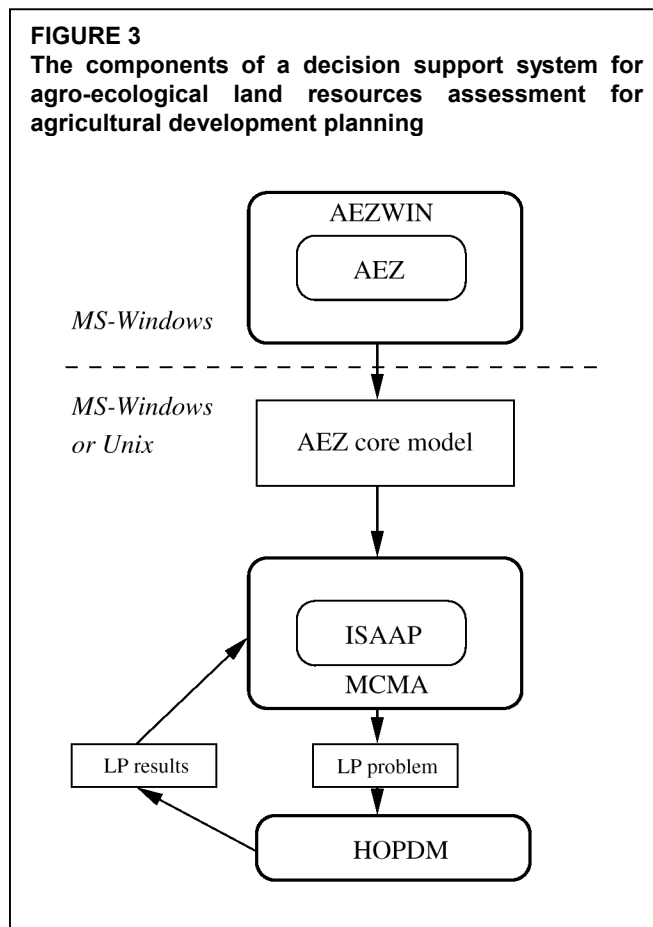 FIGURE 3
The components of a decision support system for
agro-ecological land resources assessment for
agricultural development planning
AEZWIN
AEZ
MS-Windows
MS-Windows
or Unix
AEZ core model
ISAAP
MCMA
LP results
LP problem
HOPDM